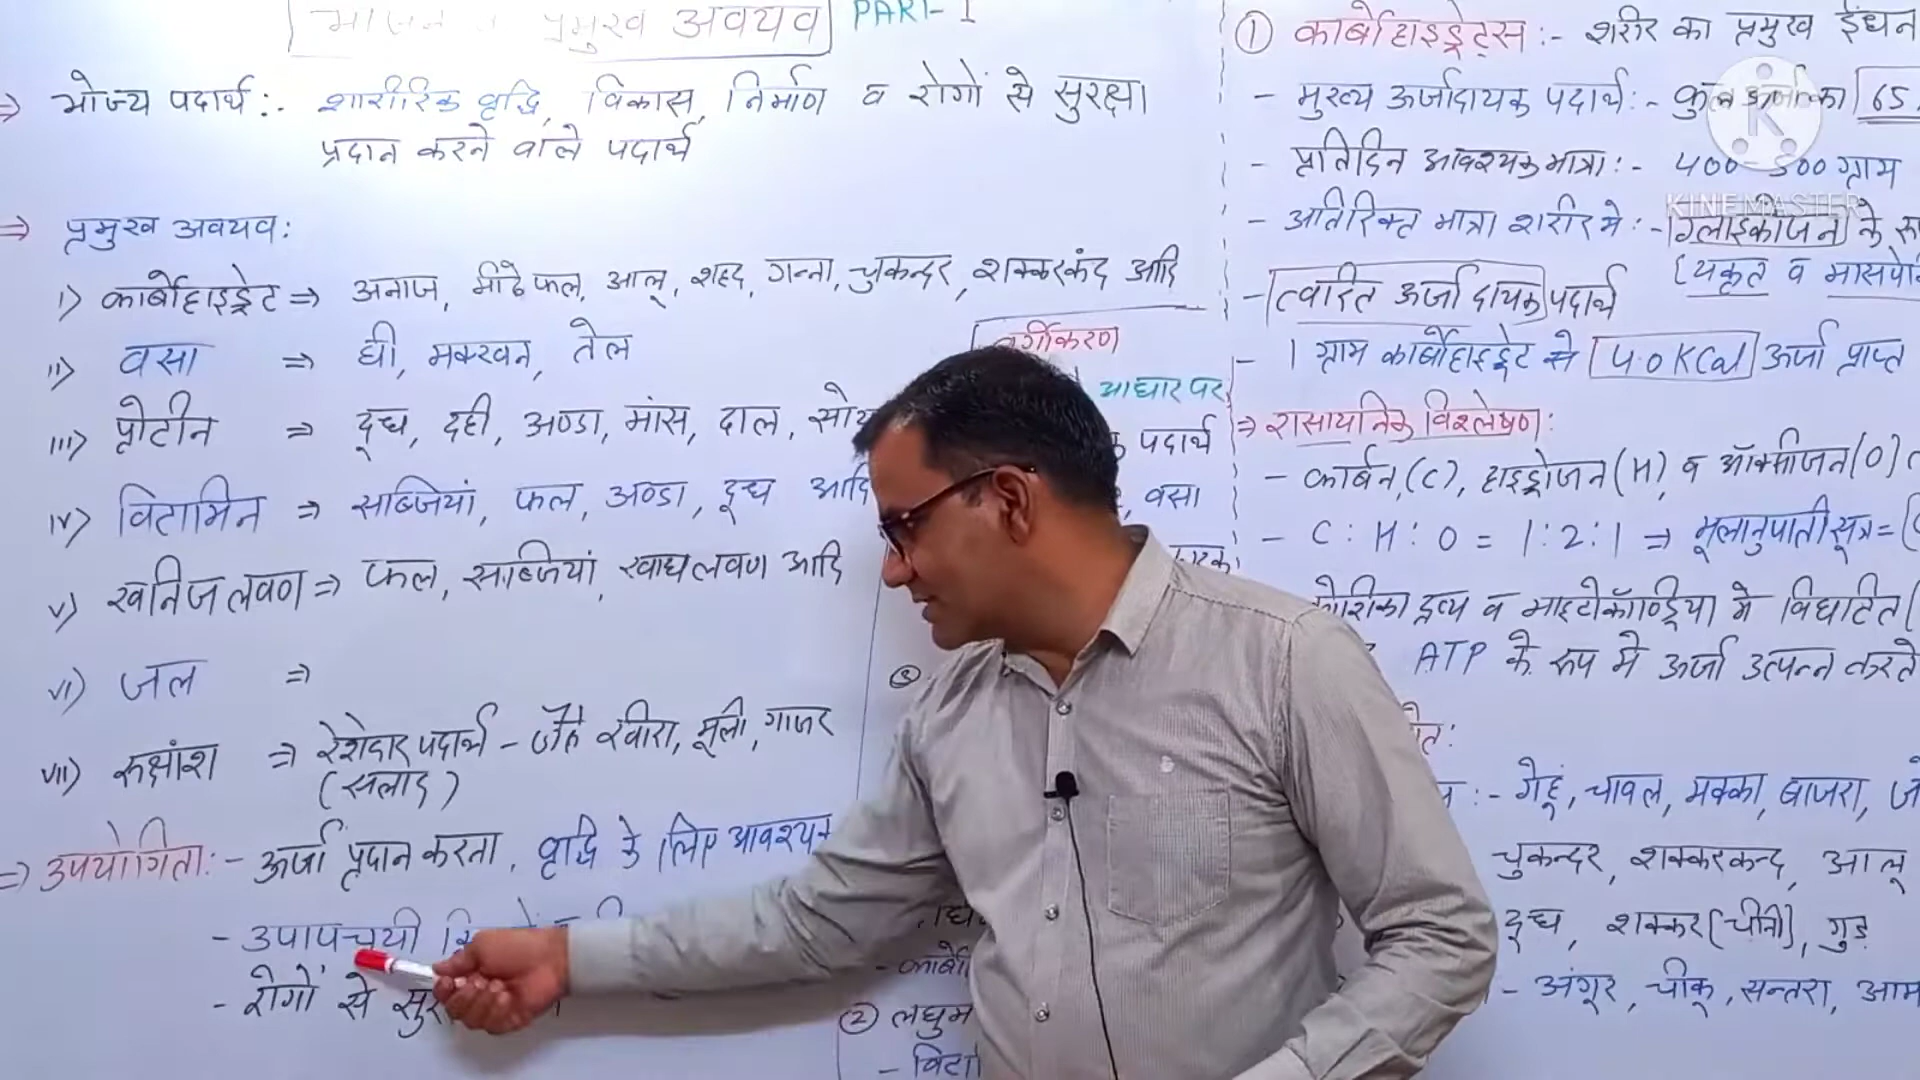 प्रमुख अवयव PART- I
⇒ भोज्य पदार्थ :- शारीरिक वृद्धि, विकास, निर्माण व रोगों से सुरक्षा
प्रदान करने वाले पदार्थ
⇒ प्रमुख अवयव:
i) कार्बोहाइड्रेट ⇒ अनाज, मीठे फल, आलू, शहद, गन्ना, चुकन्दर, शक्करकंद आदि
ii) वसा ⇒ घी, मक्खन, तेल
iii) प्रोटीन ⇒ दूध, दही, अण्डा, मांस, दाल,
iv) विटामिन ⇒ सब्जियां, फल, अण्डा, दूध आदि
v) खनिज लवण ⇒ फल, सब्जियां, खाद्य लवण आदि
vi) जल ⇒
vii) रुक्षांश ⇒ रेशेदार पदार्थ - जैसे खीरा, मूली, गाजर
(सलाद)
⇒ उपयोगिता:- ऊर्जा प्रदान करता, वृद्धि के लिए आवश्यक
- उपापचयी
- रोगों से
वर्गीकरण
आधार पर
पदार्थ
वसा
③
② लघु
① कार्बोहाइड्रेट्स :- शरीर का प्रमुख ईंधन
- मुख्य ऊर्जादायक पदार्थ:- कुल ऊर्जा का 65
- प्रतिदिन आवश्यक मात्रा:- 400-500 ग्राम
- अतिरिक्त मात्रा शरीर मे :- ग्लाइकोजन के
(यकृत व
- त्वरित ऊर्जा दायक पदार्थ
- 1 ग्राम कार्बोहाइड्रेट से 4.0 KCal ऊर्जा प्राप्त
⇒ रासायनिक विश्लेषण:
- कार्बन (C), हाइड्रोजन (H), व ऑक्सीजन (O)
- C : H : O = 1 : 2 : 1 ⇒ मूलानुपाती सूत्र =
द्रव्य व माइटोकॉण्ड्रिया मे विघटित
ATP के रूप मे ऊर्जा उत्पन्न करते
:- गेहूं, चावल, मक्का, बाजरा,
चुकन्दर, शक्करकन्द, आलू
दूध, शक्कर (चीनी), गुड़
- अंगूर, चीकू, सन्तरा, आम
K
KINEMASTER